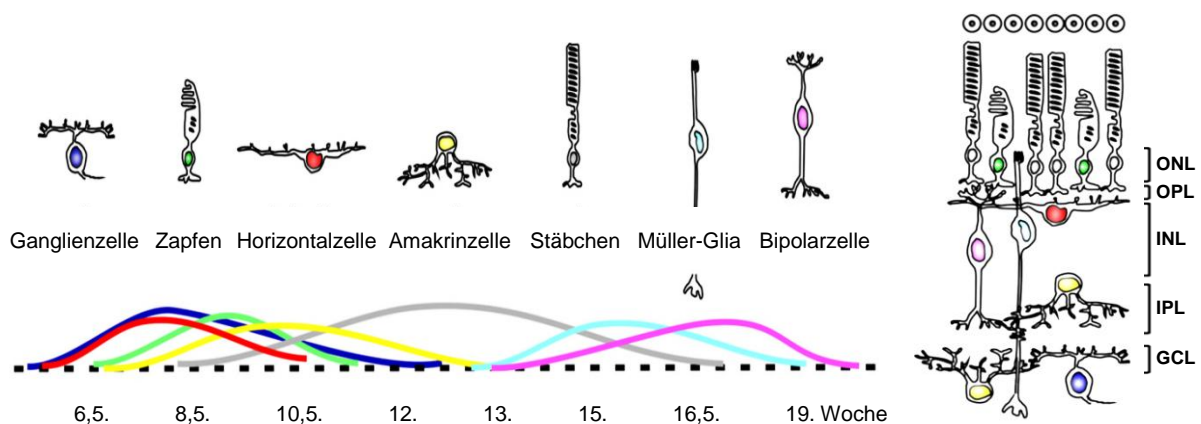 Ganglienzelle Zapfen Horizontalzelle Amakrinzelle Stäbchen Müller-Glia Bipolarzelle
6,5. 8,5. 10,5. 12. 13. 15. 16,5. 19. Woche
ONL
OPL
INL
IPL
GCL